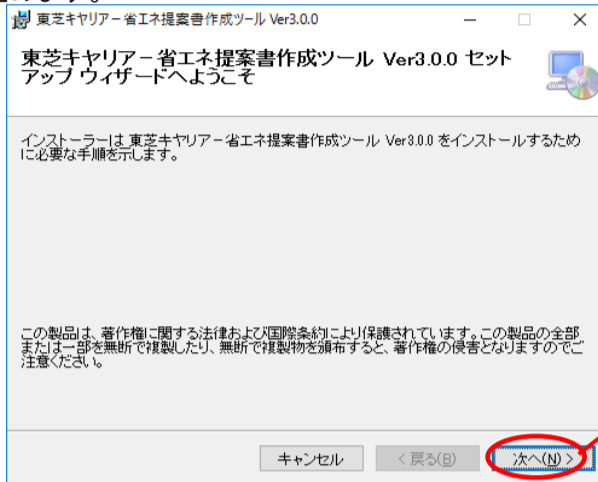 東芝キヤリアー省エネ提案書作成ツール Ver3.0.0
東芝キヤリアー省エネ提案書作成ツール Ver3.0.0 セット
アップ ウィザードへようこそ
インストーラーは 東芝キヤリアー省エネ提案書作成ツール Ver3.0.0 をインストールするため
に必要な手順を示します。
この製品は、著作権に関する法律および国際条約により保護されています。この製品の全部
または一部を無断で複製したり、無断で複製物を頒布すると、著作権の侵害となりますのでご
注意ください。
キャンセル
< 戻る(B)
次へ(N) >